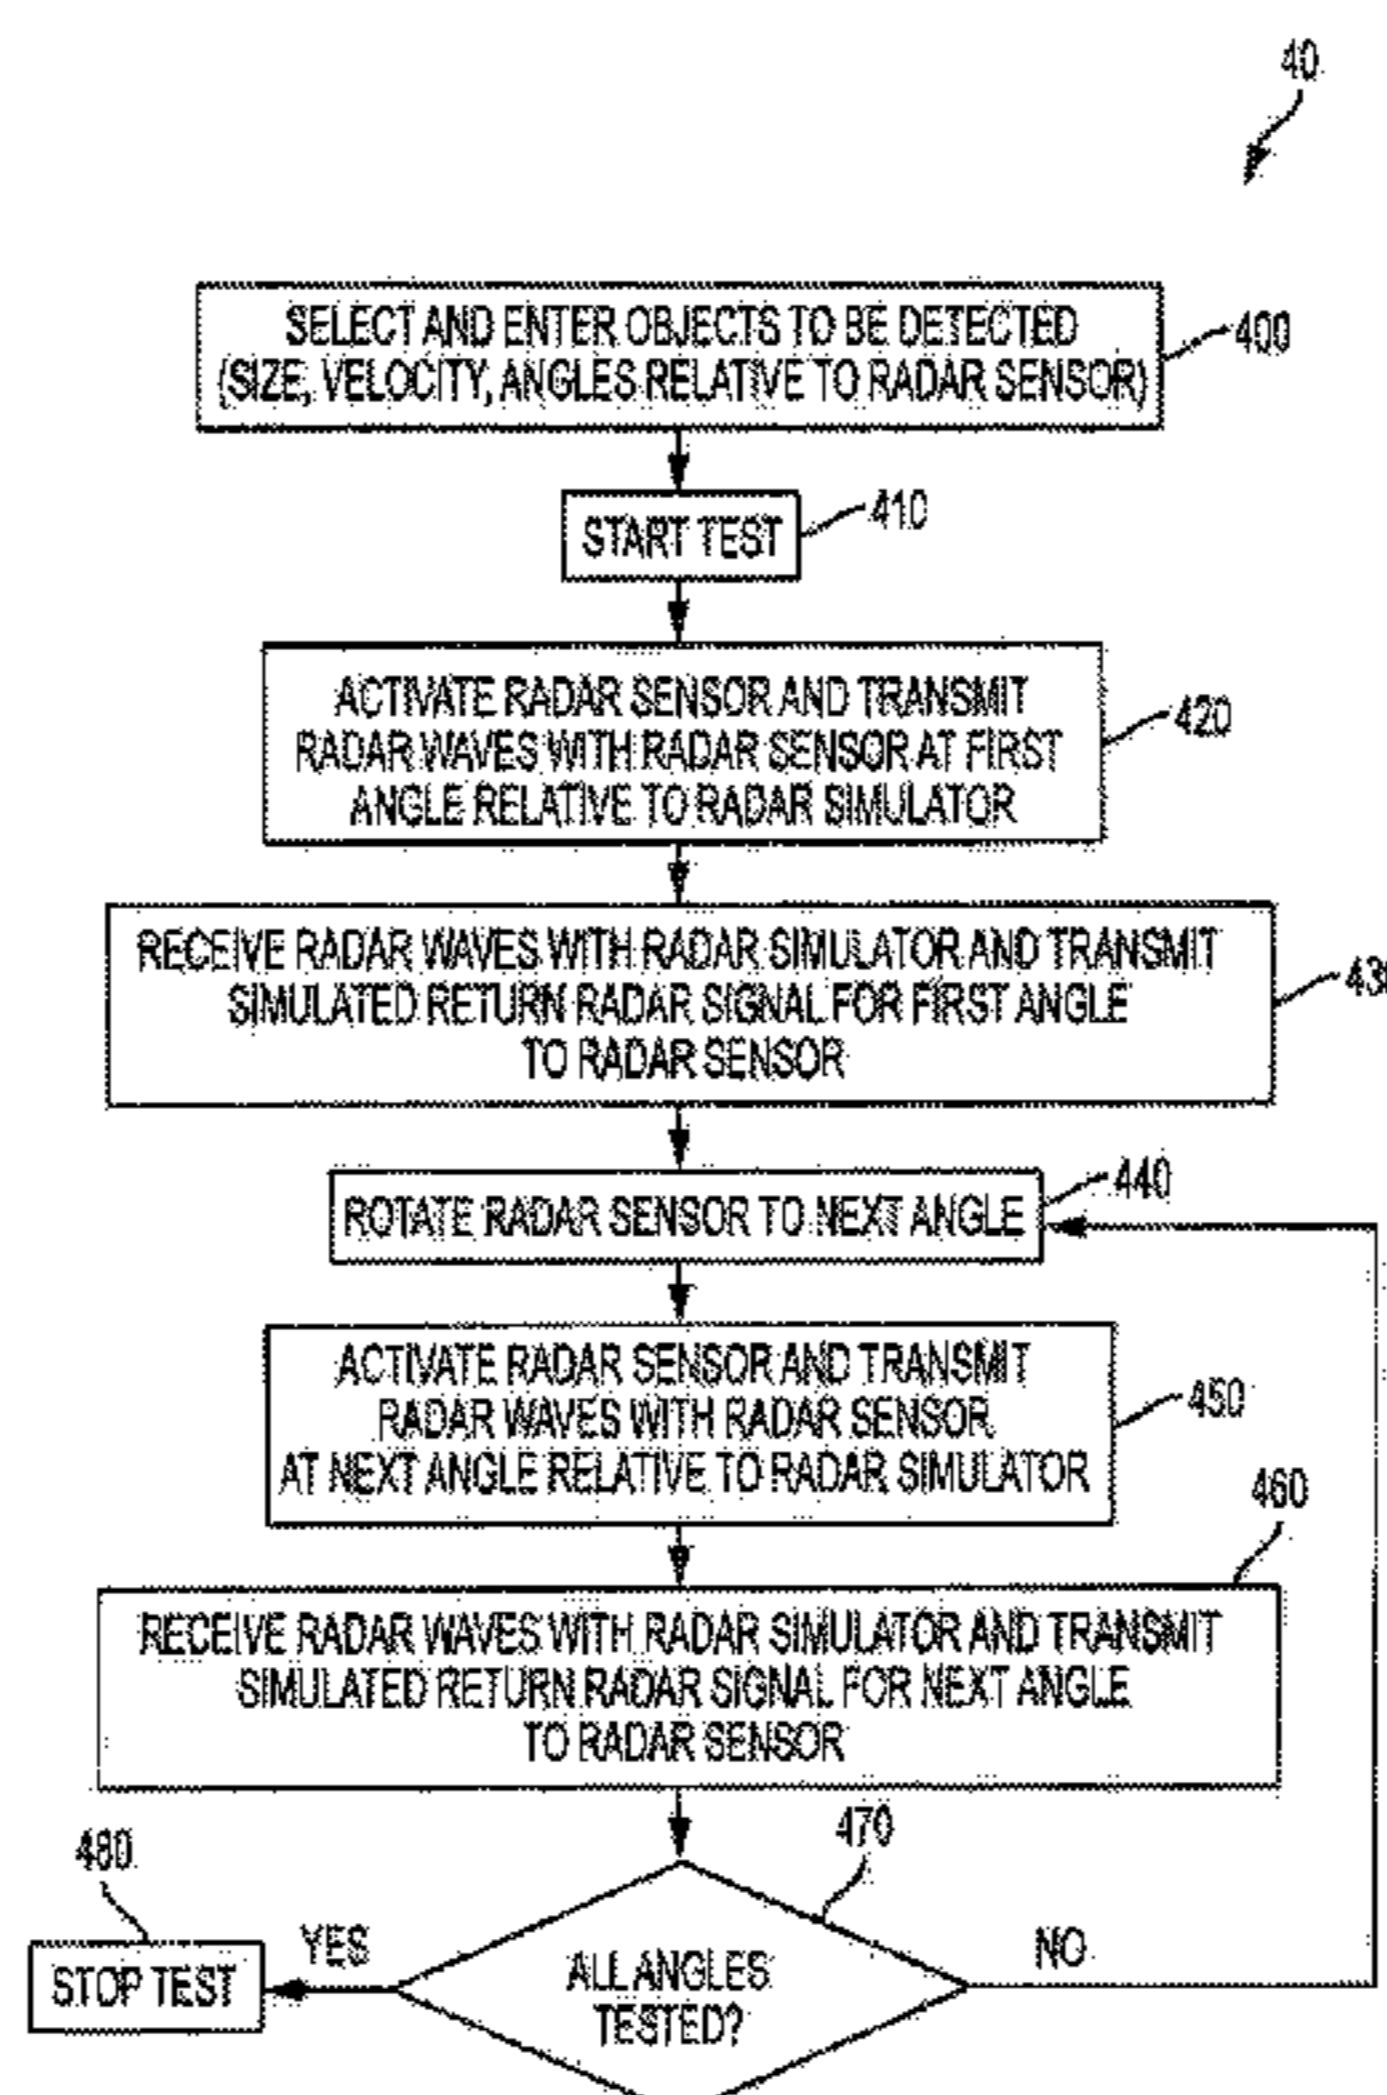 40
SELECT AND ENTER OBJECTS TO BE DETECTED
(SIZE, VELOCITY, ANGLES RELATIVE TO RADAR SENSOR)
400
START TEST
410
ACTIVATE RADAR SENSOR AND TRANSMIT
RADAR WAVES WITH RADAR SENSOR AT FIRST
ANGLE RELATIVE TO RADAR SIMULATOR
420
RECEIVE RADAR WAVES WITH RADAR SIMULATOR AND TRANSMIT
SIMULATED RETURN RADAR SIGNAL FOR FIRST ANGLE
TO RADAR SENSOR
430
ROTATE RADAR SENSOR TO NEXT ANGLE
440
ACTIVATE RADAR SENSOR AND TRANSMIT
RADAR WAVES WITH RADAR SENSOR
AT NEXT ANGLE RELATIVE TO RADAR SIMULATOR
450
460
RECEIVE RADAR WAVES WITH RADAR SIMULATOR AND TRANSMIT
SIMULATED RETURN RADAR SIGNAL FOR NEXT ANGLE
TO RADAR SENSOR
470
480
YES
NO
STOP TEST
ALL ANGLES
TESTED?